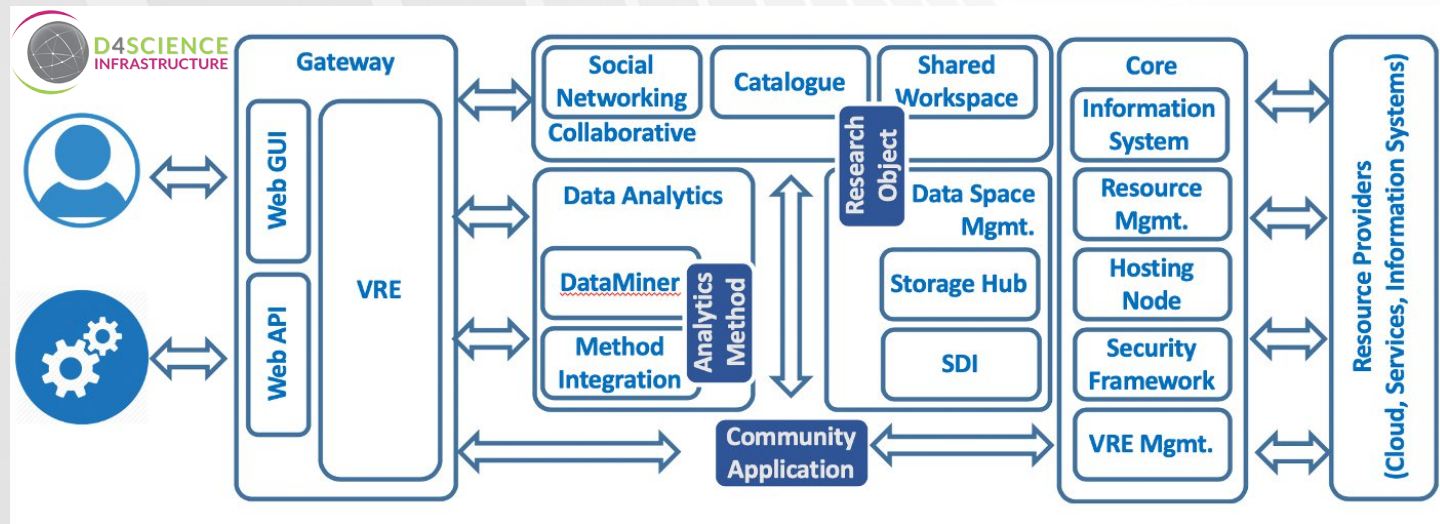 D4SCIENCE
INFRASTRUCTURE
Gateway
Web GUI
Web API
VRE
Social
Networking
Catalogue
Shared
Workspace
Collaborative
Research
Object
Data Analytics
DataMiner
Method
Integration
Analytics
Method
Data Space
Mgmt.
Storage Hub
SDI
Community
Application
Core
Information
System
Resource
Mgmt.
Hosting
Node
Security
Framework
VRE Mgmt.
Resource Providers
(Cloud, Services, Information Systems)